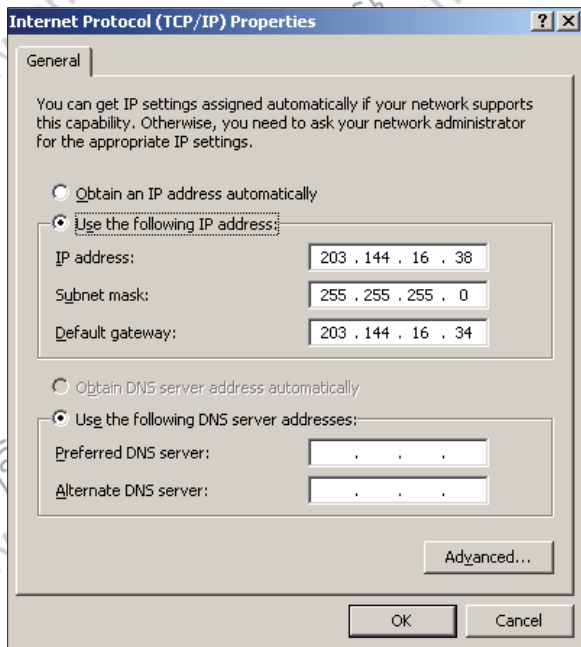 Internet Protocol (TCP/IP) Properties
General
You can get IP settings assigned automatically if your network supports
this capability. Otherwise, you need to ask your network administrator
for the appropriate IP settings.
Obtain an IP address automatically
Use the following IP address:
IP address: 203 . 144 . 16 . 38
Subnet mask: 255 . 255 . 255 . 0
Default gateway: 203 . 144 . 16 . 34
Obtain DNS server address automatically
Use the following DNS server addresses:
Preferred DNS server: . . .
Alternate DNS server: . . .
Advanced...
OK Cancel